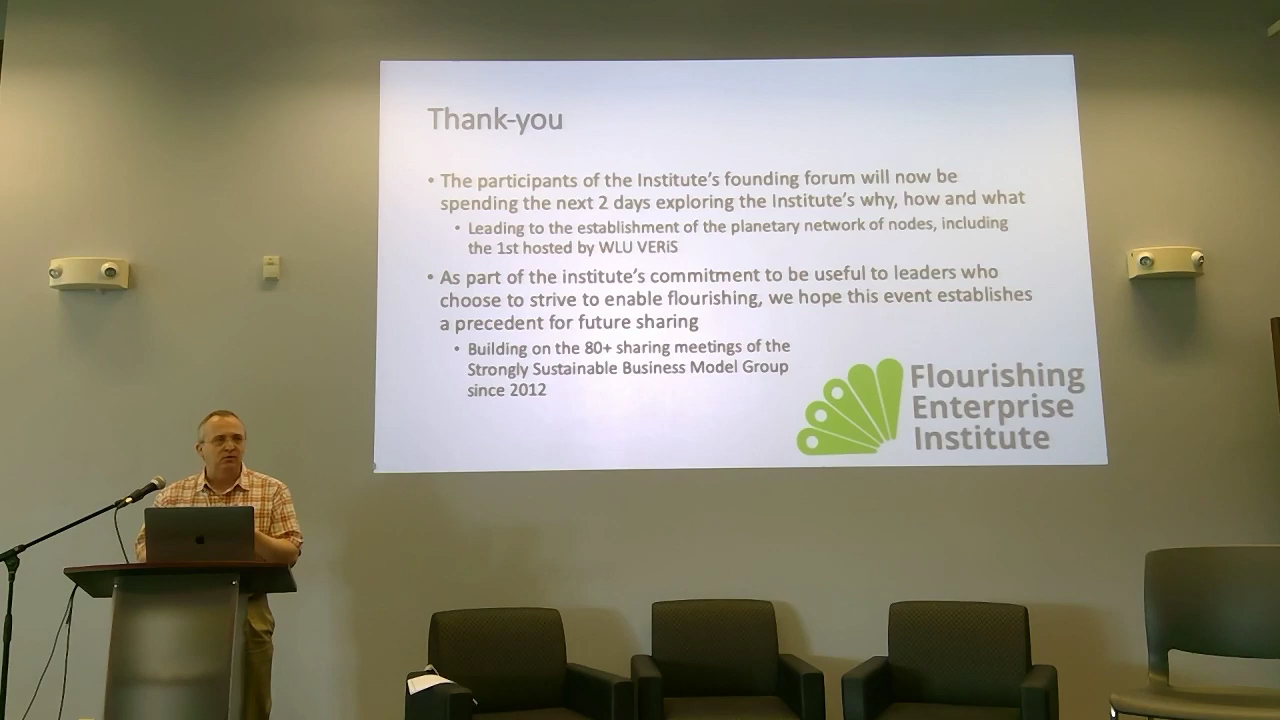 Thank-you
• The participants of the Institute's founding forum will now be
spending the next 2 days exploring the Institute's why, how and what
• Leading to the establishment of the planetary network of nodes, including
the 1st hosted by WLU VERiS
• As part of the institute's commitment to be useful to leaders who
choose to strive to enable flourishing, we hope this event establishes
a precedent for future sharing
• Building on the 80+ sharing meetings of the
Strongly Sustainable Business Model Group
since 2012
Flourishing
Enterprise
Institute